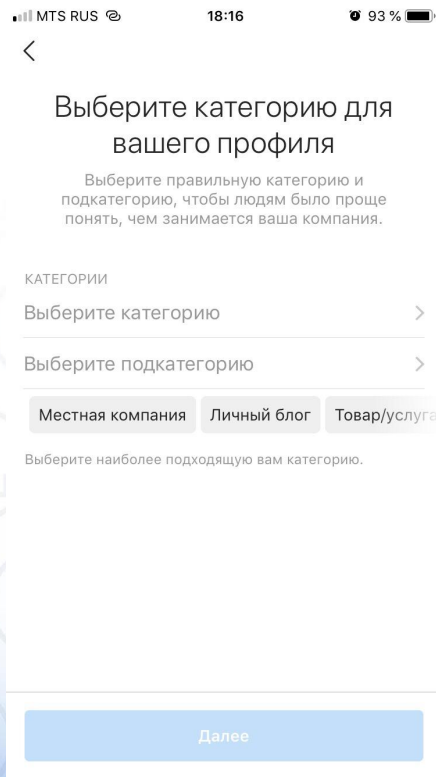 MTS RUS 18:16 93 %
Выберите категорию для
вашего профиля
Выберите правильную категорию и
подкатегорию, чтобы людям было проще
понять, чем занимается ваша компания.
КАТЕГОРИИ
Выберите категорию
Выберите подкатегорию
Местная компания Личный блог Товар/услуга
Выберите наиболее подходящую вам категорию.
Далее